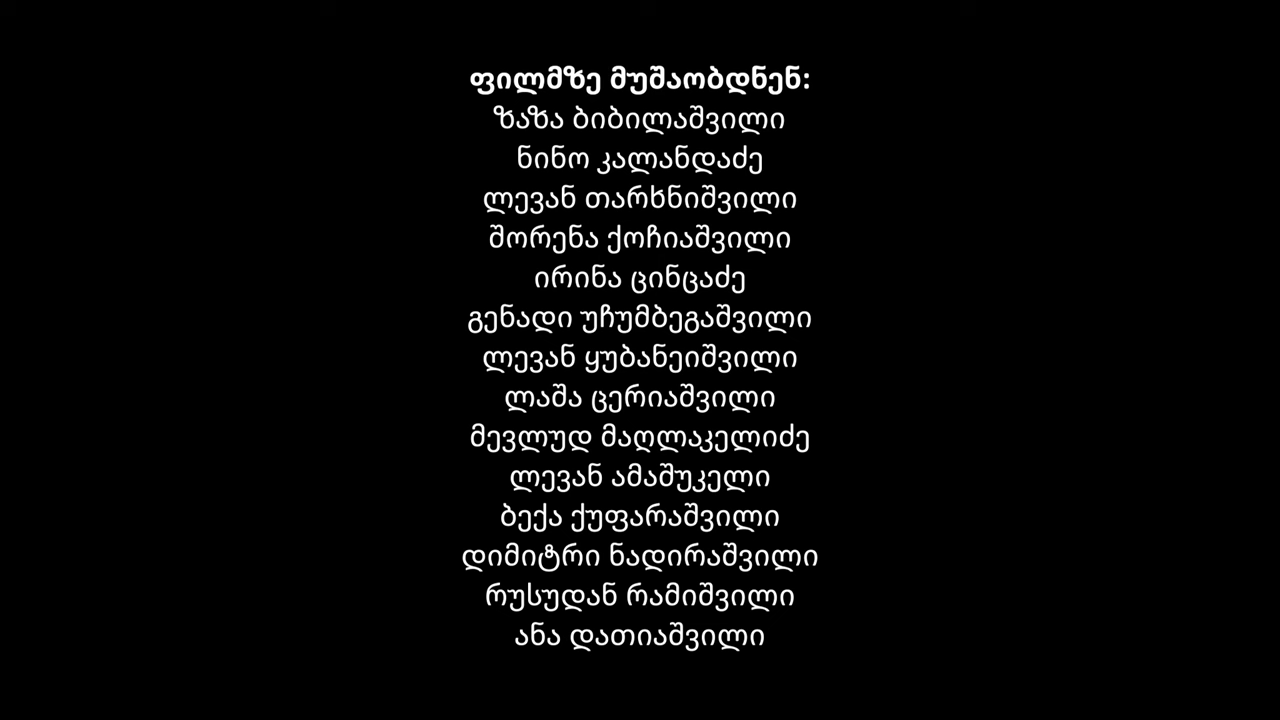 ფილმზე მუშაობდნენ:
ზაზა ბიბილაშვილი
ნინო კალანდაძე
ლევან თარხნიშვილი
შორენა ქოჩიაშვილი
ირინა ცინცაძე
გენადი უჩუმბეგაშვილი
ლევან ყუბანეიშვილი
ლაშა ცერიაშვილი
მევლუდ მაღლაკელიძე
ლევან ამაშუკელი
ბექა ქუფარაშვილი
დიმიტრი ნადირაშვილი
რუსუდან რამიშვილი
ანა დათიაშვილი